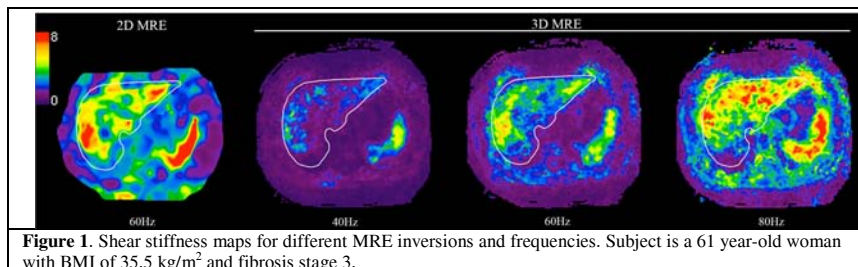 2D MRE
3D MRE
8
0
60Hz
40Hz
60Hz
80Hz
Figure 1. Shear stiffness maps for different MRE inversions and frequencies. Subject is a 61 year-old woman
with BMI of 35.5 kg/m² and fibrosis stage 3.